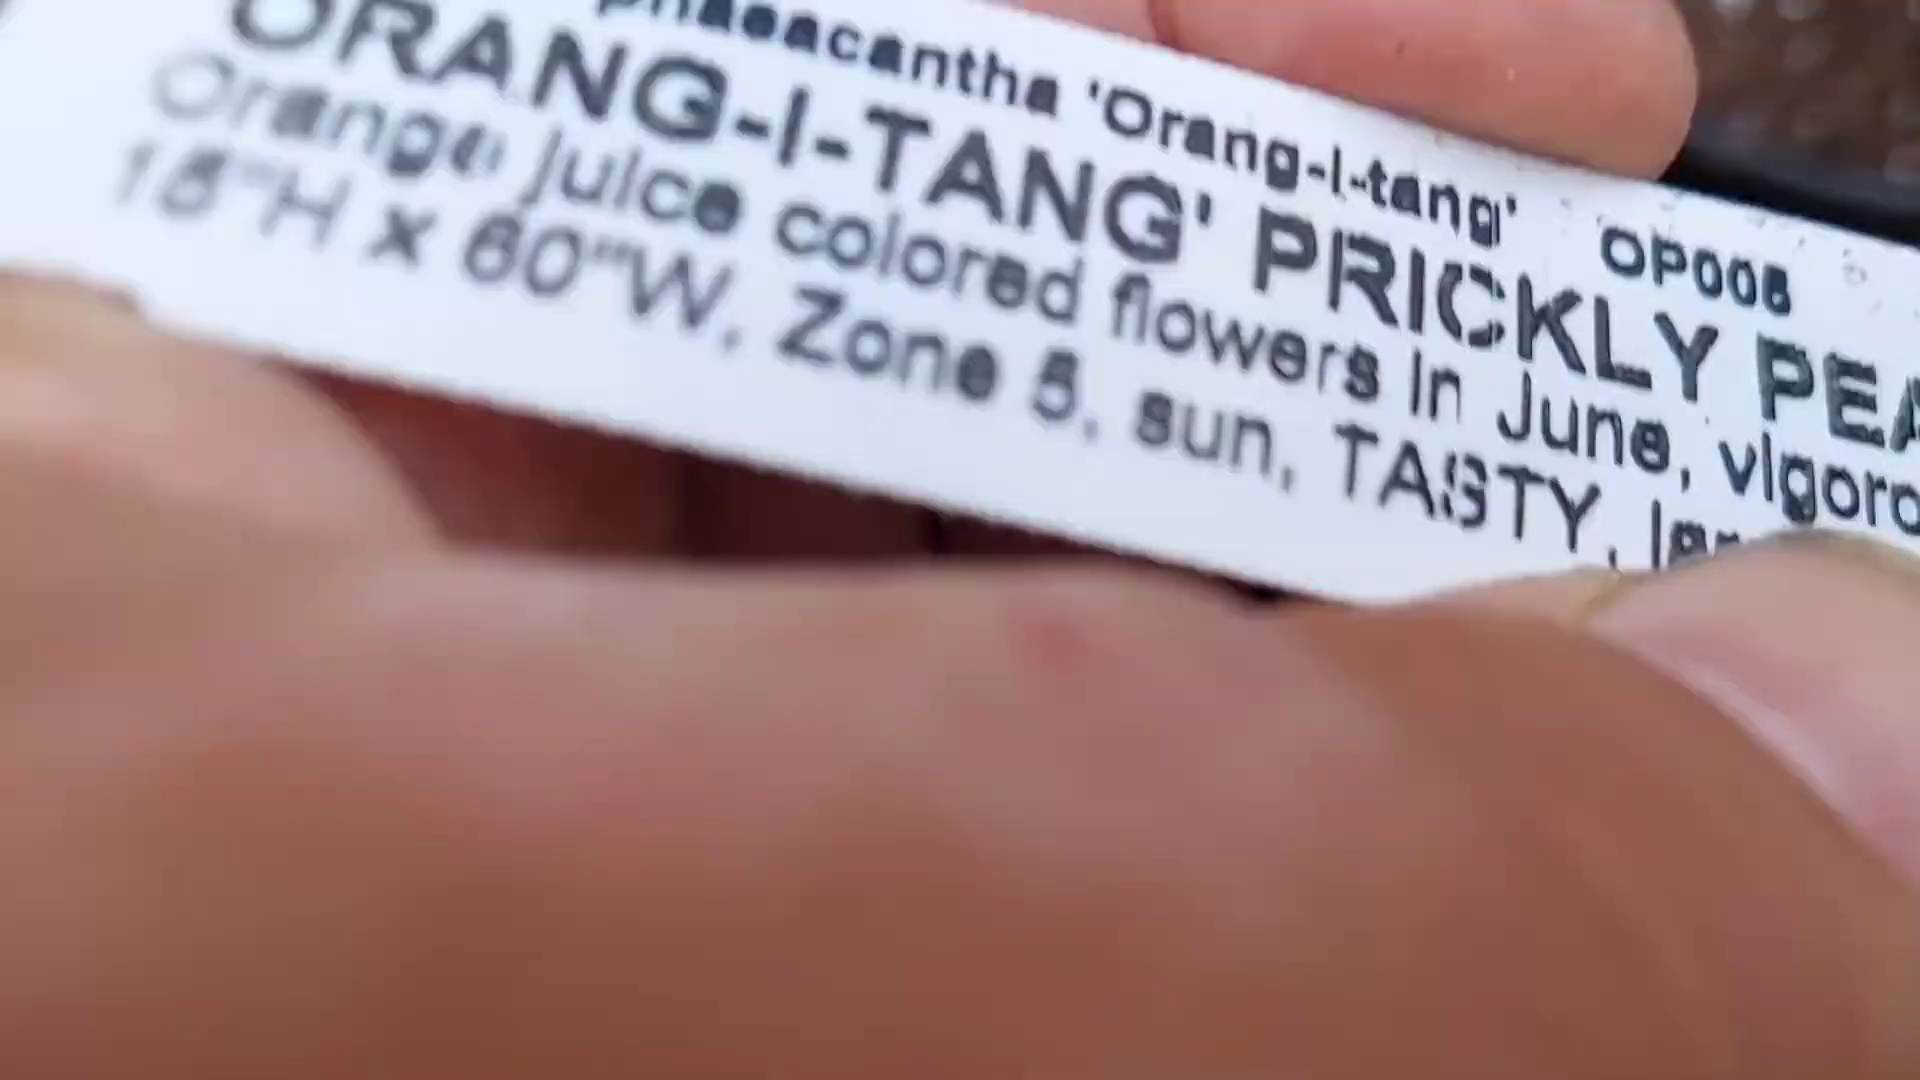 phaeacantha 'Orang-I-tang' OP008
ORANG-I-TANG' PRICKLY PEA
Orange juice colored flowers in June, vigoro
18"H x 60"W, Zone 5, sun, TASTY,